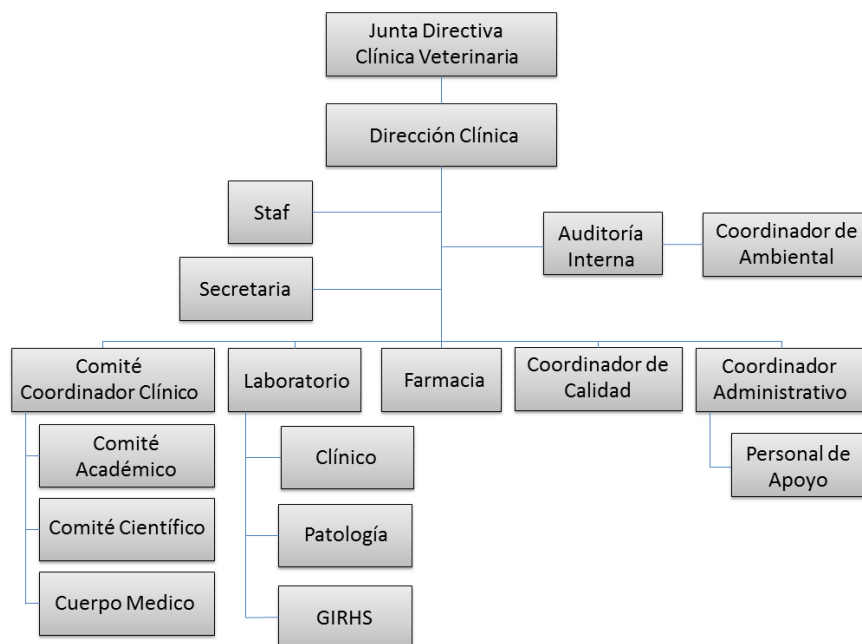 Junta Directiva
Clínica Veterinaria
Dirección Clínica
Staf
Auditoría
Interna
Coordinador de
Ambiental
Secretaria
Comité
Coordinador Clínico
Laboratorio
Farmacia
Coordinador de
Calidad
Coordinador
Administrativo
Comité
Académico
Clínico
Personal de
Apoyo
Comité Científico
Patología
Cuerpo Medico
GIRHS